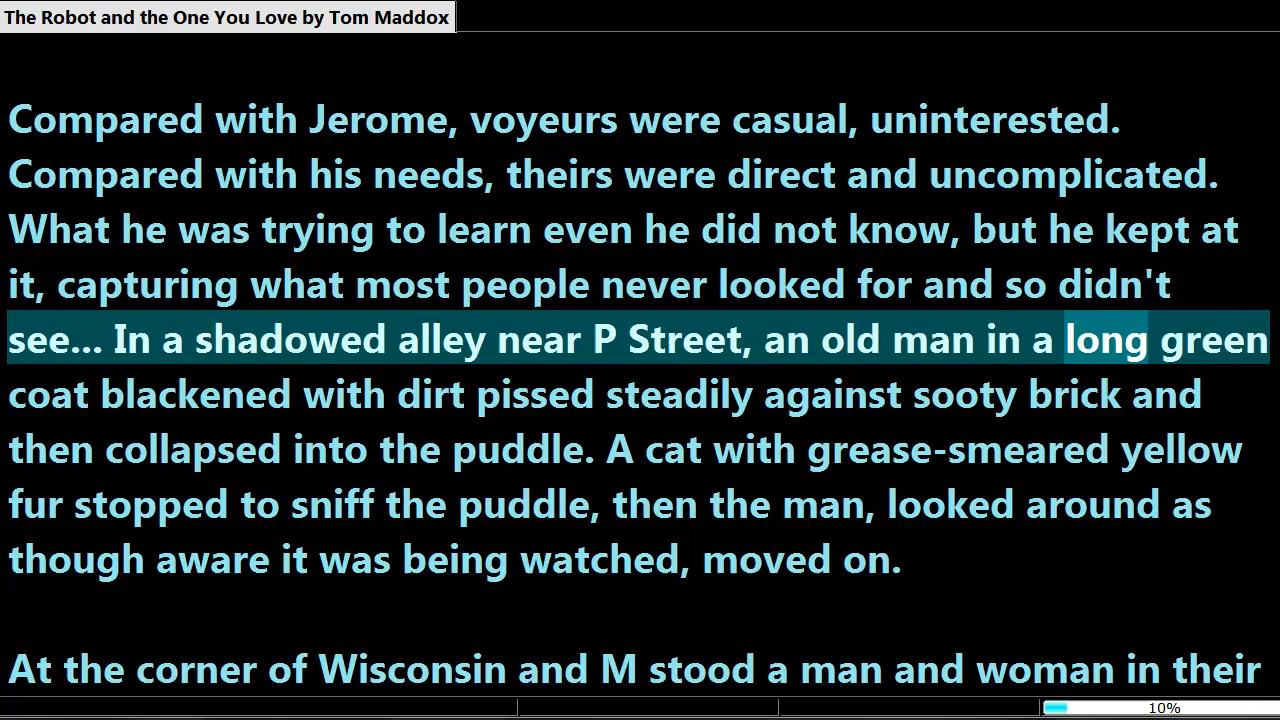 The Robot and the One You Love by Tom Maddox
Compared with Jerome, voyeurs were casual, uninterested.
Compared with his needs, theirs were direct and uncomplicated.
What he was trying to learn even he did not know, but he kept at
it, capturing what most people never looked for and so didn't
see... In a shadowed alley near P Street, an old man in a long green
coat blackened with dirt pissed steadily against sooty brick and
then collapsed into the puddle. A cat with grease-smeared yellow
fur stopped to sniff the puddle, then the man, looked around as
though aware it was being watched, moved on.
At the corner of Wisconsin and M stood a man and woman in their
10%